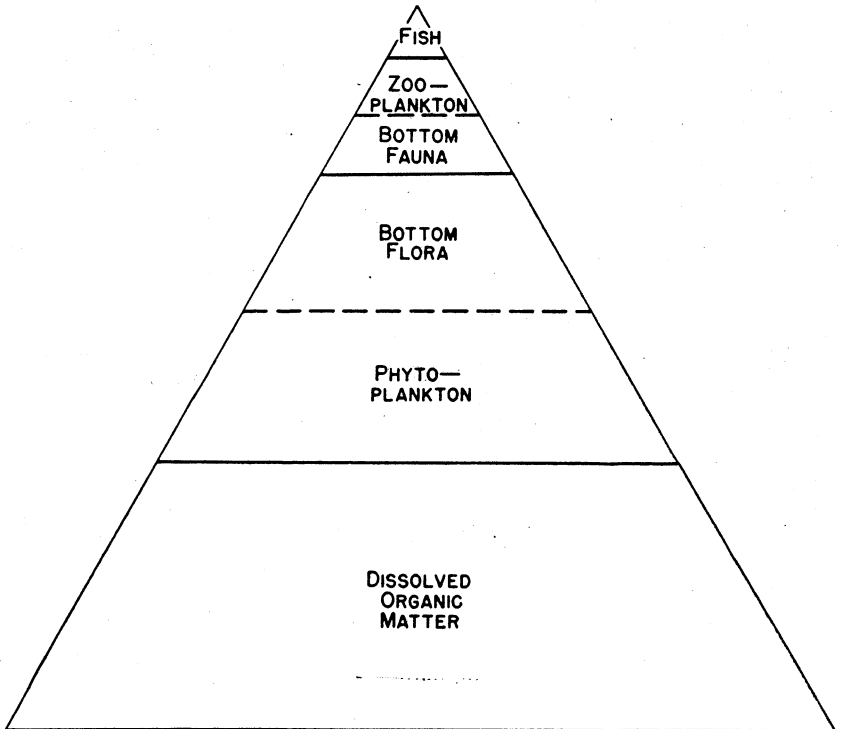 FISH
ZOO—
PLANKTON
BOTTOM
FAUNA
BOTTOM
FLORA
PHYTO—
PLANKTON
DISSOLVED
ORGANIC
MATTER